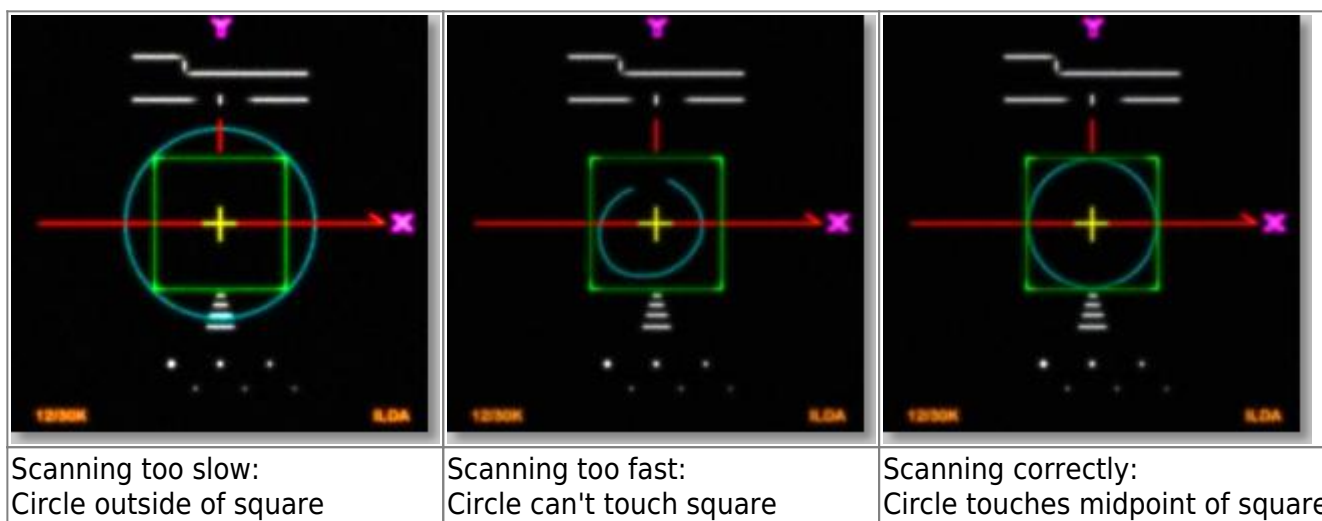 Y
X
12/30K ILDA
Y
X
12/30K ILDA
Y
X
12/30K ILDA
Scanning too slow:
Circle outside of square
Scanning too fast:
Circle can't touch square
Scanning correctly:
Circle touches midpoint of square